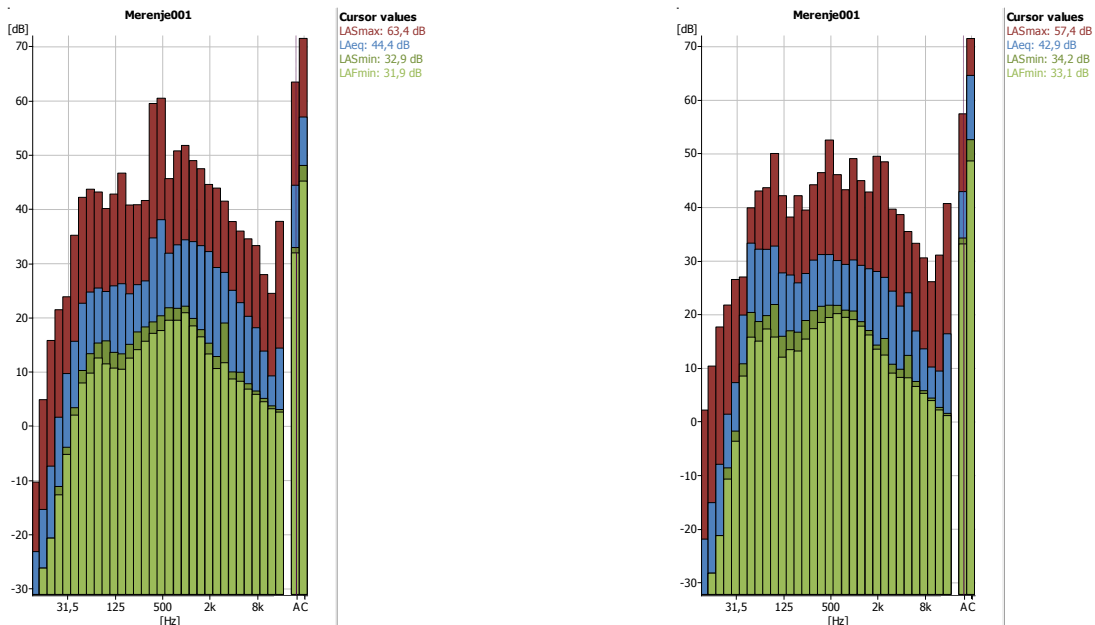 Merenje001
[dB]
Cursor values
LASmax: 63,4 dB
LAeq: 44,4 dB
LASmin: 32,9 dB
LAFmin: 31,9 dB
70
60
50
40
30
20
10
0
-10
-20
-30
31,5 125 500 2k 8k A C
[Hz]
Merenje001
[dB]
Cursor values
LASmax: 57,4 dB
LAeq: 42,9 dB
LASmin: 34,2 dB
LAFmin: 33,1 dB
70
60
50
40
30
20
10
0
-10
-20
-30
31,5 125 500 2k 8k A C
[Hz]